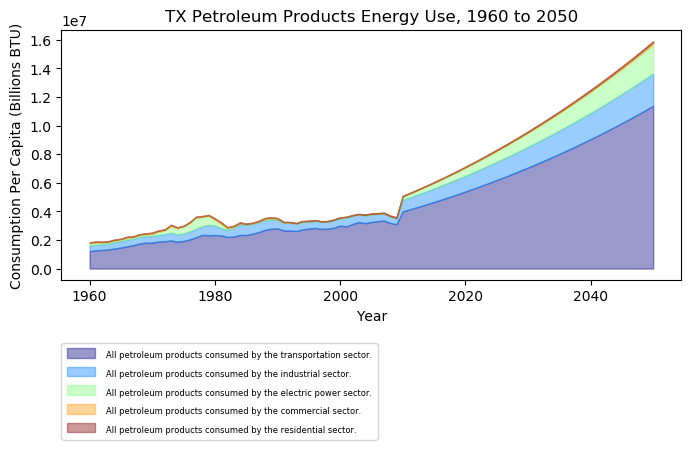 TX Petroleum Products Energy Use, 1960 to 2050
1e7
Consumption Per Capita (Billions BTU)
1.6
1.4
1.2
1.0
0.8
0.6
0.4
0.2
0.0
1960 1980 2000 2020 2040
Year
All petroleum products consumed by the transportation sector.
All petroleum products consumed by the industrial sector.
All petroleum products consumed by the electric power sector.
All petroleum products consumed by the commercial sector.
All petroleum products consumed by the residential sector.